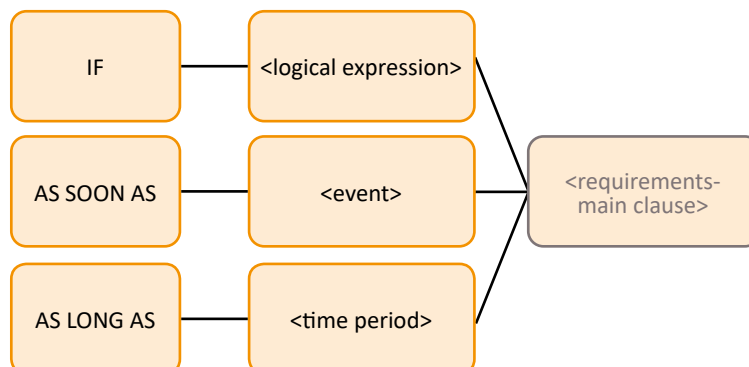 IF
<logical expression>
AS SOON AS
<event>
<requirements-
main clause>
AS LONG AS
<time period>